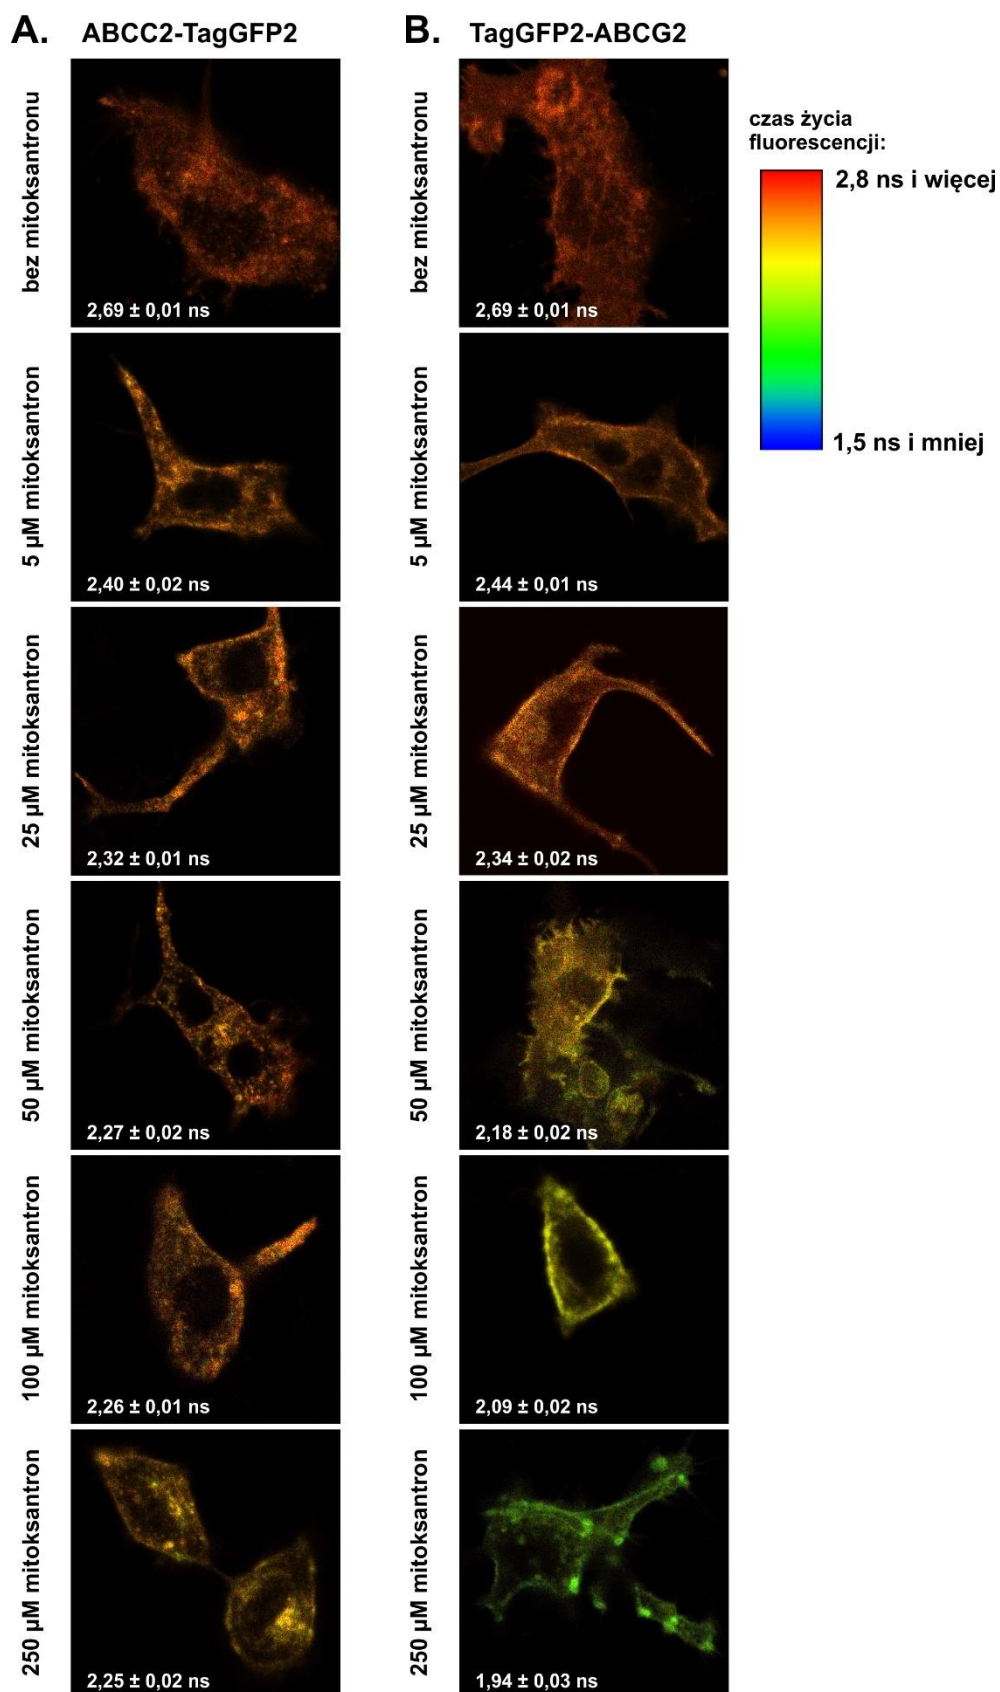 A. ABCC2-TagGFP2
B. TagGFP2-ABCG2
czas życia
fluorescencji:
2,8 ns i więcej
1,5 ns i mniej
bez mitoksantronu
2,69 ± 0,01 ns
bez mitoksantronu
2,69 ± 0,01 ns
5 µM mitoksantron
2,40 ± 0,02 ns
5 µM mitoksantron
2,44 ± 0,01 ns
25 µM mitoksantron
2,32 ± 0,01 ns
25 µM mitoksantron
2,34 ± 0,02 ns
50 µM mitoksantron
2,27 ± 0,02 ns
50 µM mitoksantron
2,18 ± 0,02 ns
100 µM mitoksantron
2,26 ± 0,01 ns
100 µM mitoksantron
2,09 ± 0,02 ns
250 µM mitoksantron
2,25 ± 0,02 ns
250 µM mitoksantron
1,94 ± 0,03 ns